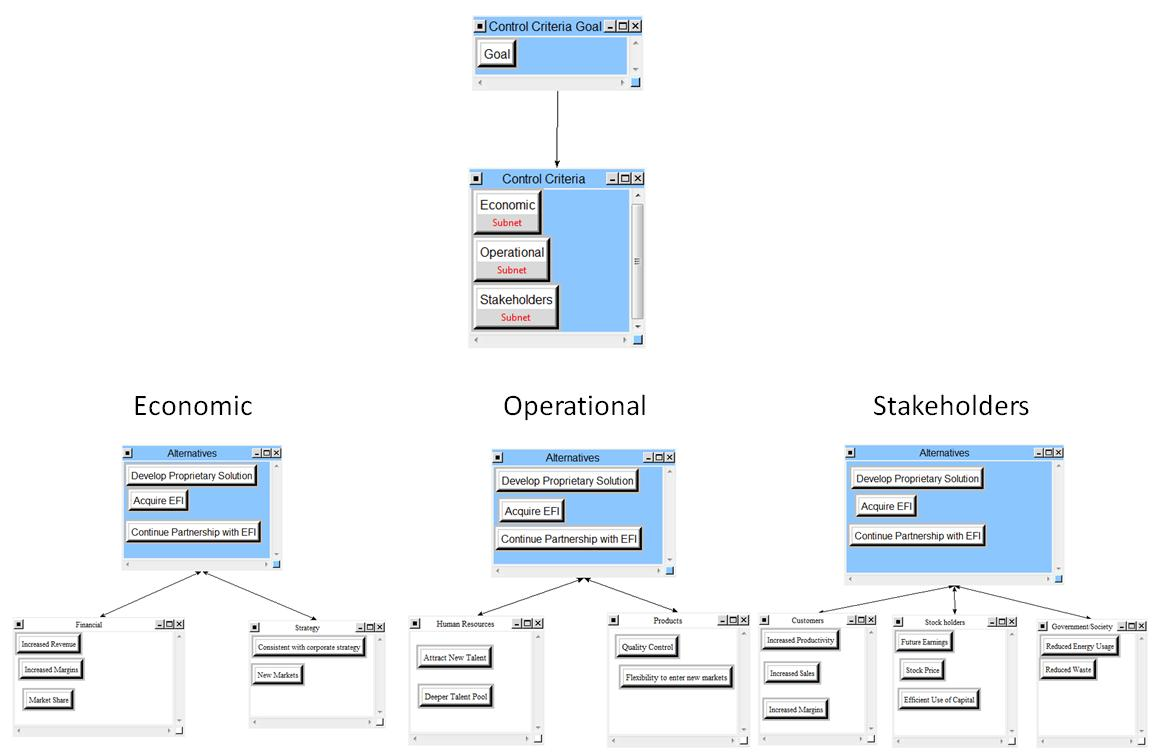 Control Criteria Goal
Goal
Control Criteria
Economic
Subnet
Operational
Subnet
Stakeholders
Subnet
Economic
Alternatives
Develop Proprietary Solution
Acquire EFI
Continue Partnership with EFI
Financial
Increased Revenue
Increased Margins
Market Share
Strategy
Consistent with corporate strategy
New Markets
Operational
Alternatives
Develop Proprietary Solution
Acquire EFI
Continue Partnership with EFI
Human Resources
Attract New Talent
Deeper Talent Pool
Products
Quality Control
Flexibility to enter new markets
Stakeholders
Alternatives
Develop Proprietary Solution
Acquire EFI
Continue Partnership with EFI
Customers
Increased Productivity
Increased Sales
Increased Margins
Stock holders
Future Earnings
Stock Price
Efficient Use of Capital
Government/Society
Reduced Energy Usage
Reduced Waste